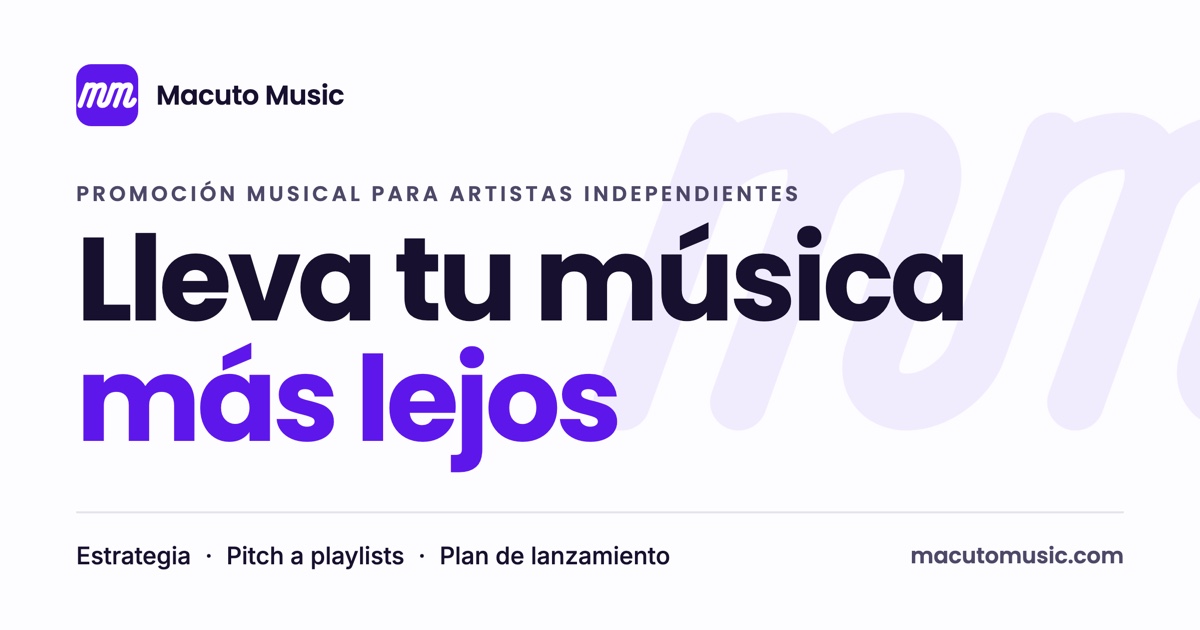 mm Macuto Music
PROMOCIÓN MUSICAL PARA ARTISTAS INDEPENDIENTES
Lleva tu música
más lejos
Estrategia · Pitch a playlists · Plan de lanzamiento
macutomusic.com